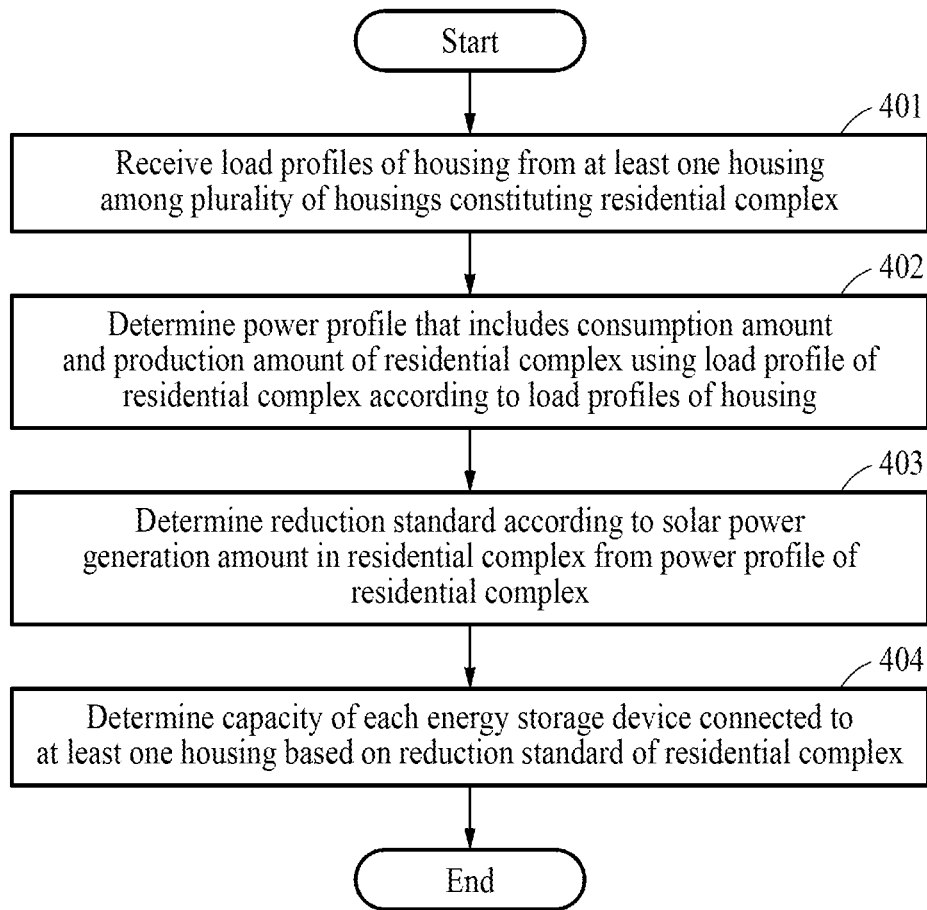 Start
401
Receive load profiles of housing from at least one housing
among plurality of housings constituting residential complex
402
Determine power profile that includes consumption amount
and production amount of residential complex using load profile of
residential complex according to load profiles of housing
403
Determine reduction standard according to solar power
generation amount in residential complex from power profile of
residential complex
404
Determine capacity of each energy storage device connected to
at least one housing based on reduction standard of residential complex
End